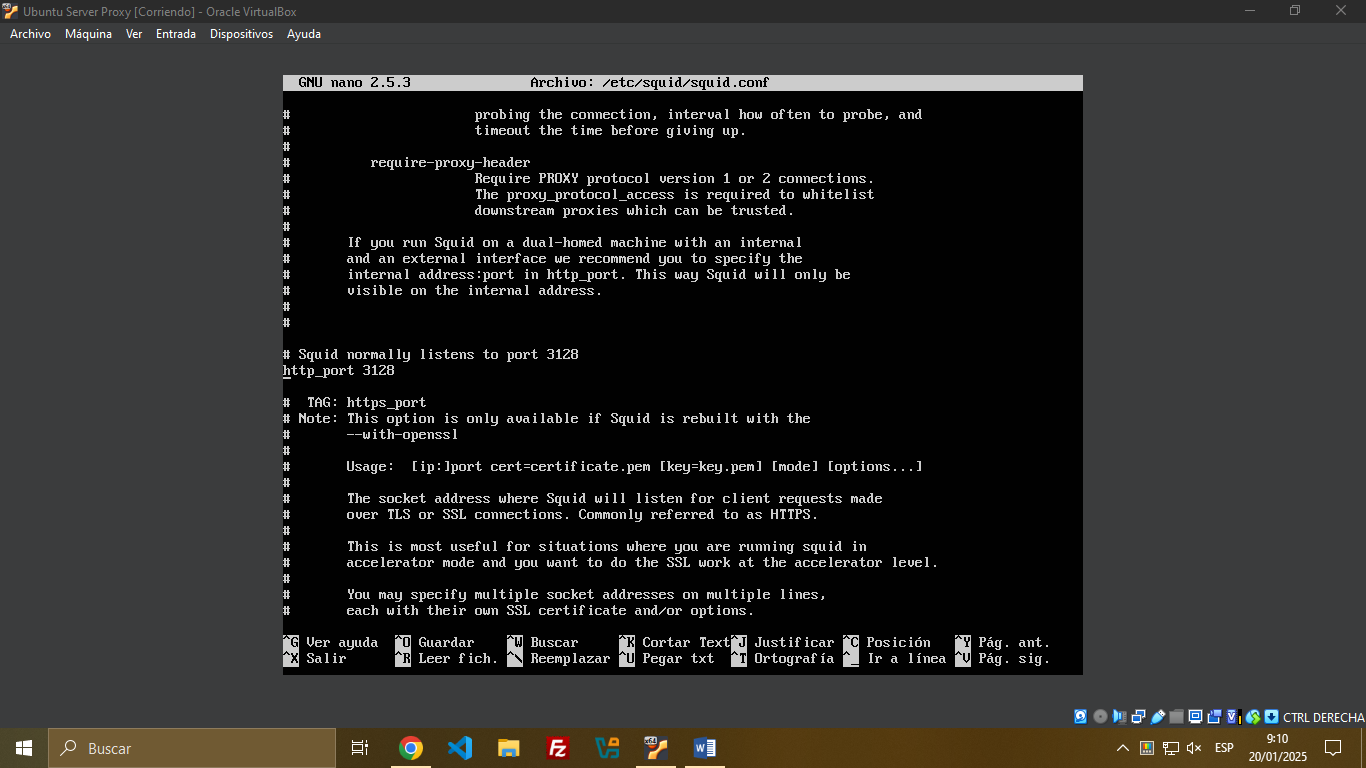 Ubuntu Server Proxy [Corriendo] - Oracle VirtualBox
Archivo Máquina Ver Entrada Dispositivos Ayuda
GNU nano 2.5.3 Archivo: /etc/squid/squid.conf
# probing the connection, interval how often to probe, and
# timeout the time before giving up.
#
# require-proxy-header
# Require PROXY protocol version 1 or 2 connections.
# The proxy_protocol_access is required to whitelist
# downstream proxies which can be trusted.
#
# If you run Squid on a dual-homed machine with an internal
# and an external interface we recommend you to specify the
# internal address:port in http_port. This way Squid will only be
# visible on the internal address.
#
#
# Squid normally listens to port 3128
http_port 3128
# TAG: https_port
# Note: This option is only available if Squid is rebuilt with the
# --with-openssl
#
# Usage: [ip:]port cert=certificate.pem [key=key.pem] [mode] [options...]
#
# The socket address where Squid will listen for client requests made
# over TLS or SSL connections. Commonly referred to as HTTPS.
#
# This is most useful for situations where you are running squid in
# accelerator mode and you want to do the SSL work at the accelerator level.
#
# You may specify multiple socket addresses on multiple lines,
# each with their own SSL certificate and/or options.
^G Ver ayuda ^O Guardar ^W Buscar ^K Cortar Text ^J Justificar ^C Posición ^Y Pág. ant.
^X Salir ^R Leer fich. ^\ Reemplazar ^U Pegar txt ^T Ortografía ^_ Ir a línea ^V Pág. sig.
CTRL DERECHA
Buscar
ESP
9:10
20/01/2025